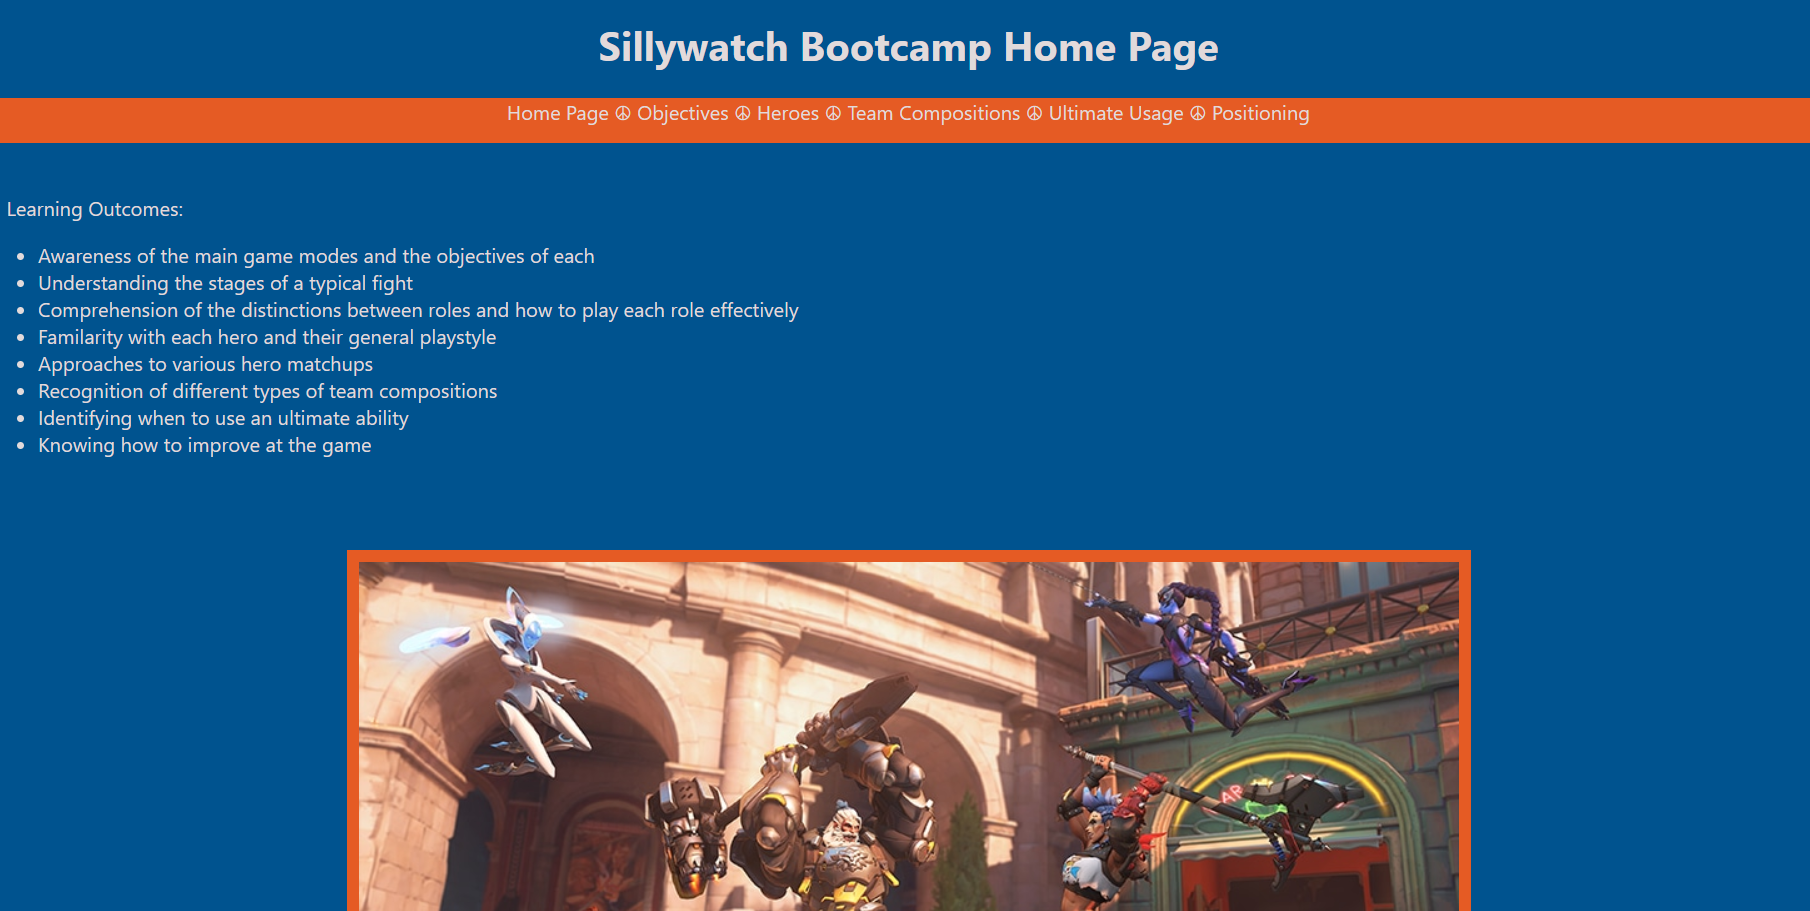 Sillywatch Bootcamp Home Page
Home Page ☮ Objectives ☮ Heroes ☮ Team Compositions ☮ Ultimate Usage ☮ Positioning
Learning Outcomes:
• Awareness of the main game modes and the objectives of each
• Understanding the stages of a typical fight
• Comprehension of the distinctions between roles and how to play each role effectively
• Familarity with each hero and their general playstyle
• Approaches to various hero matchups
• Recognition of different types of team compositions
• Identifying when to use an ultimate ability
• Knowing how to improve at the game
AR